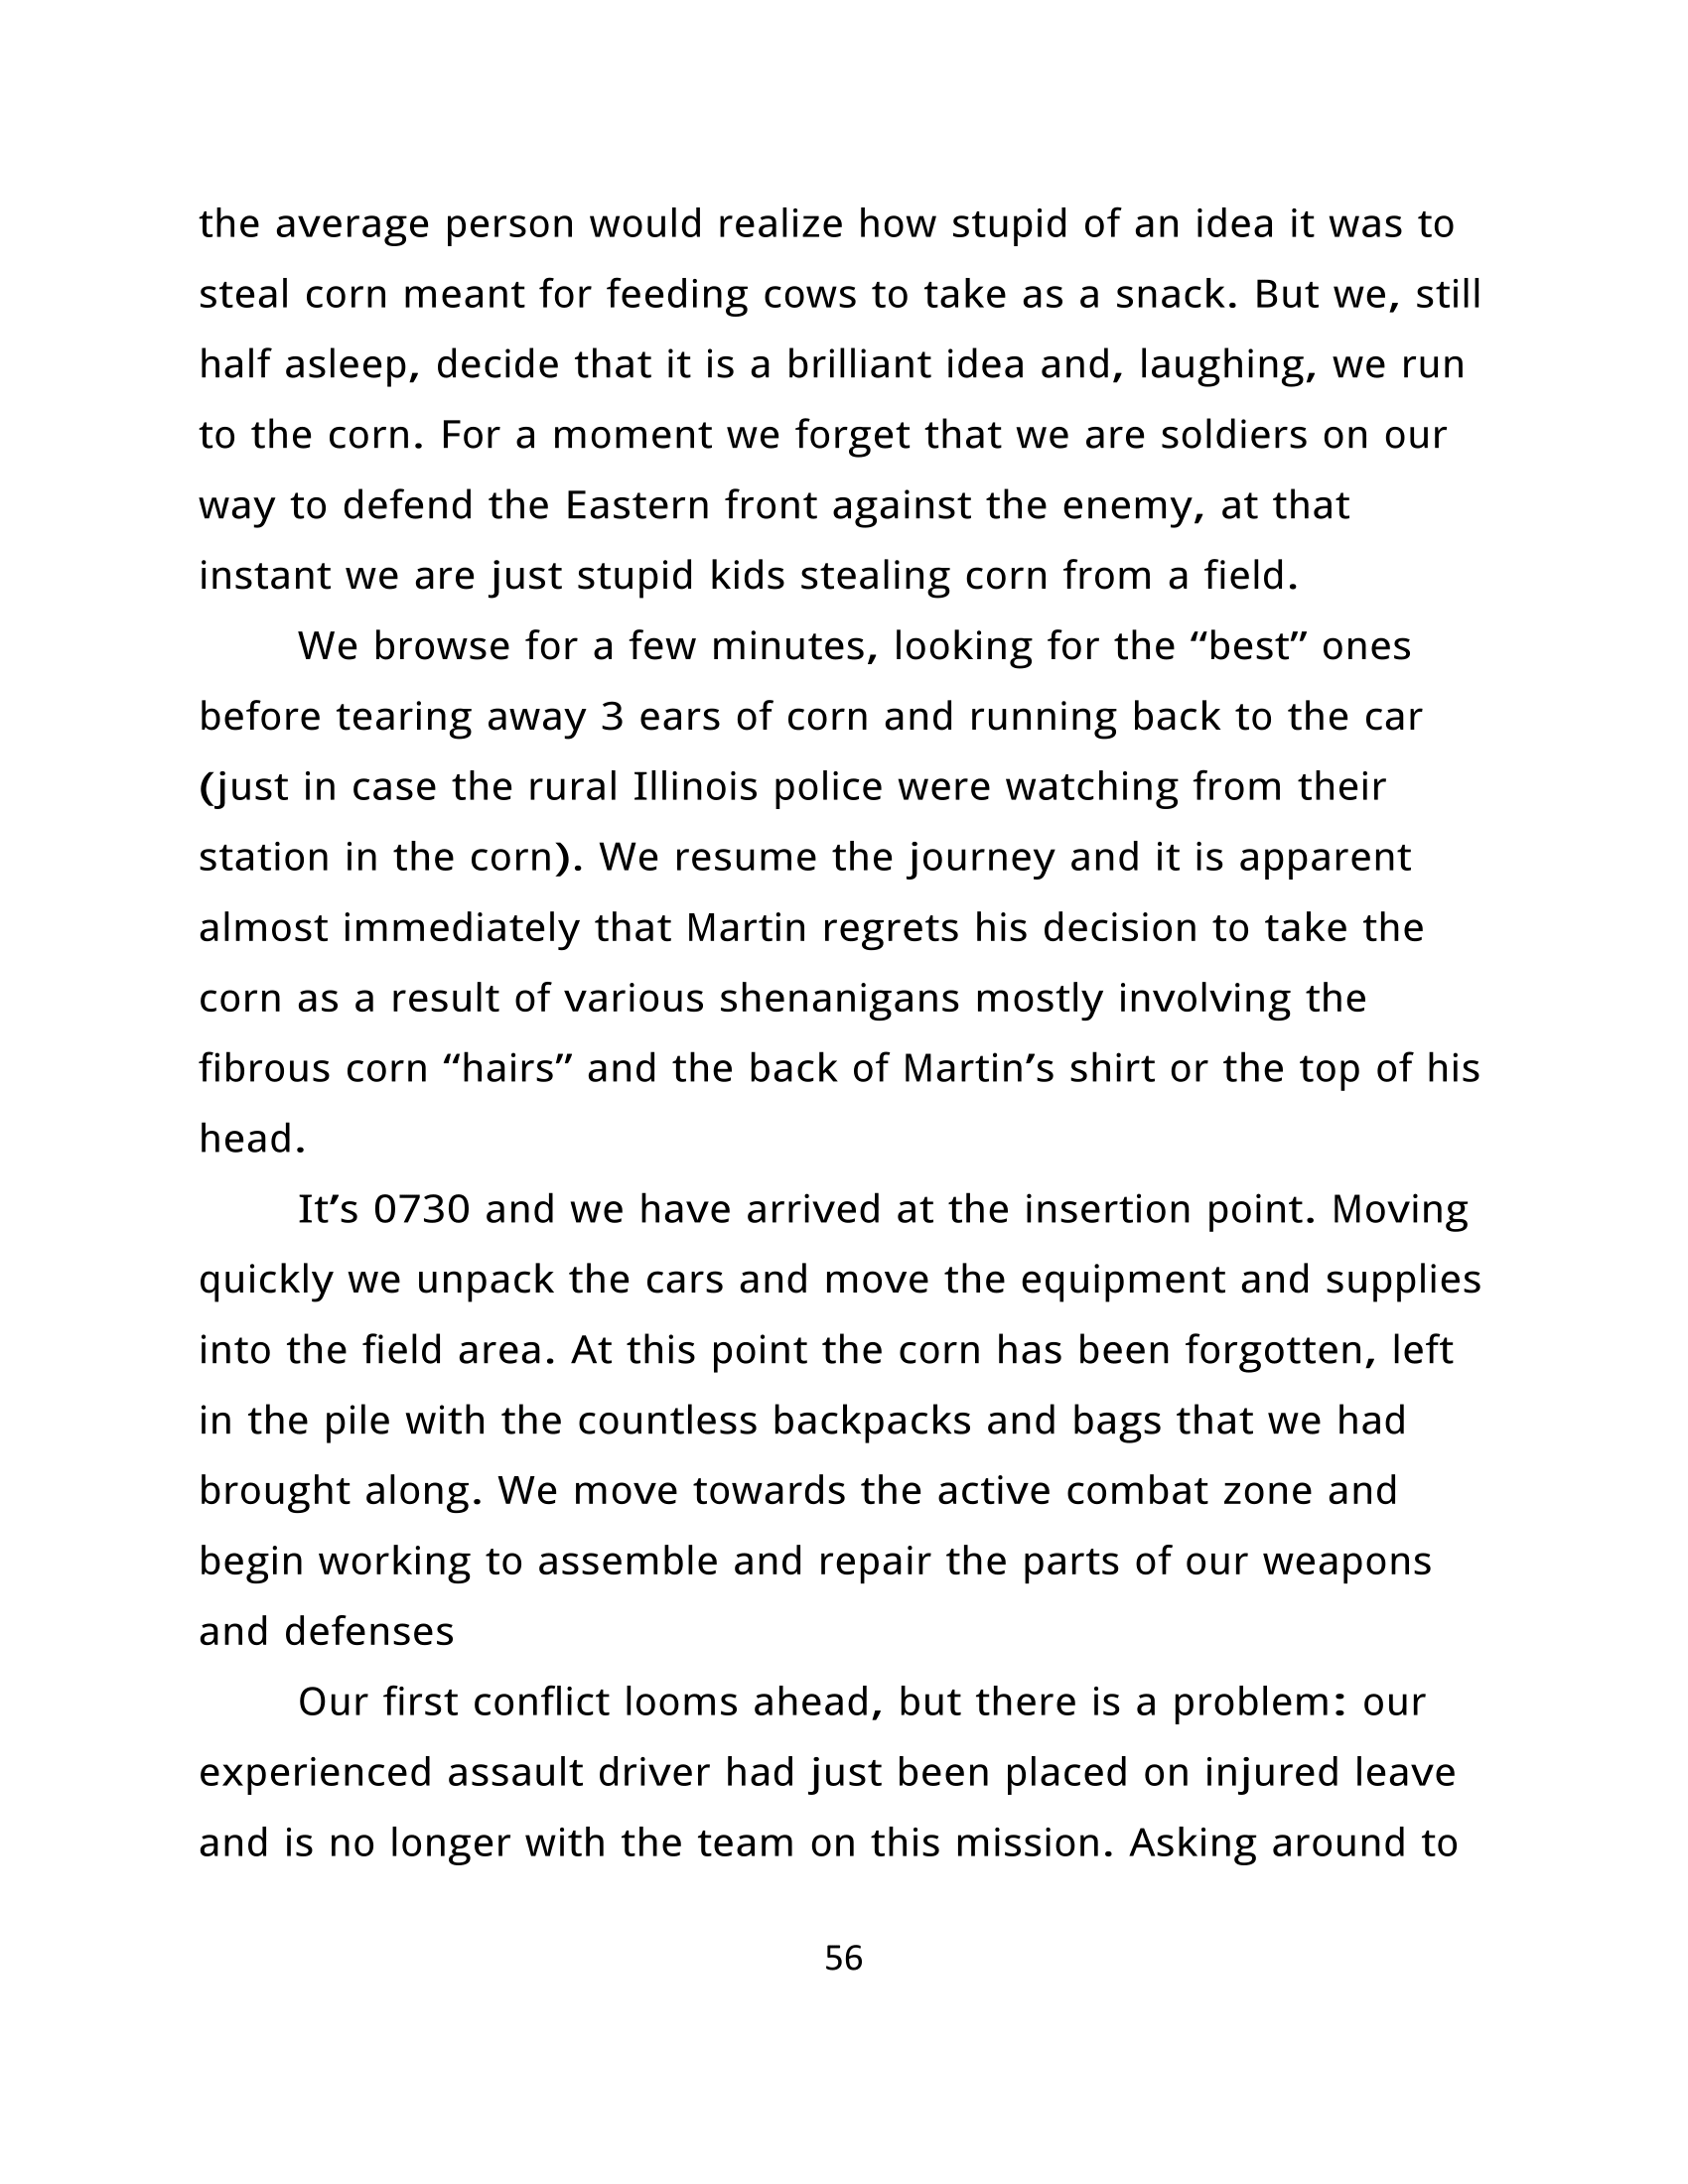 the average person would realize how stupid of an idea it was to
steal corn meant for feeding cows to take as a snack. But we, still
half asleep, decide that it is a brilliant idea and, laughing, we run
to the corn. For a moment we forget that we are soldiers on our
way to defend the Eastern front against the enemy, at that
instant we are just stupid kids stealing corn from a field.
We browse for a few minutes, looking for the “best” ones
before tearing away 3 ears of corn and running back to the car
(just in case the rural Illinois police were watching from their
station in the corn). We resume the journey and it is apparent
almost immediately that Martin regrets his decision to take the
corn as a result of various shenanigans mostly involving the
fibrous corn “hairs” and the back of Martin’s shirt or the top of his
head.
It’s 0730 and we have arrived at the insertion point. Moving
quickly we unpack the cars and move the equipment and supplies
into the field area. At this point the corn has been forgotten, left
in the pile with the countless backpacks and bags that we had
brought along. We move towards the active combat zone and
begin working to assemble and repair the parts of our weapons
and defenses
Our first conflict looms ahead, but there is a problem: our
experienced assault driver had just been placed on injured leave
and is no longer with the team on this mission. Asking around to
56